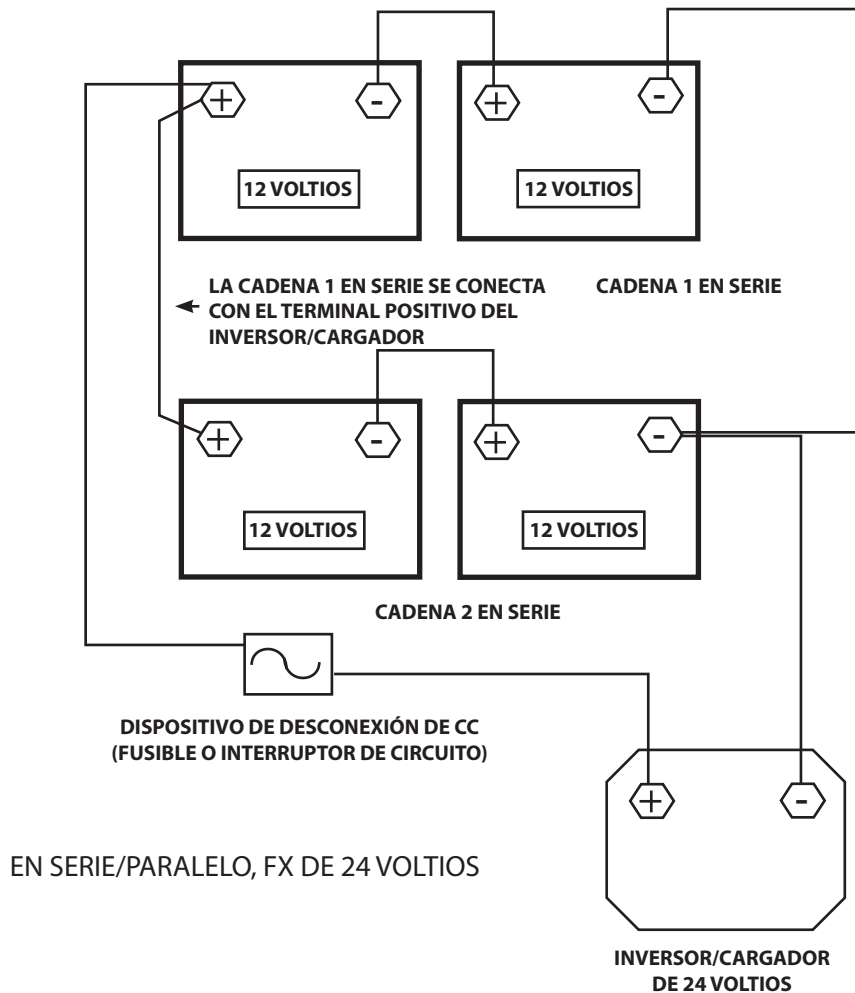 + - + -
12 VOLTIOS
12 VOLTIOS
LA CADENA 1 EN SERIE SE CONECTA
CON EL TERMINAL POSITIVO DEL
INVERSOR/CARGADOR
CADENA 1 EN SERIE
+ - + -
12 VOLTIOS
12 VOLTIOS
CADENA 2 EN SERIE
DISPOSITIVO DE DESCONEXIÓN DE CC
(FUSIBLE O INTERRUPTOR DE CIRCUITO)
+ -
EN SERIE/PARALELO, FX DE 24 VOLTIOS
INVERSOR/CARGADOR
DE 24 VOLTIOS